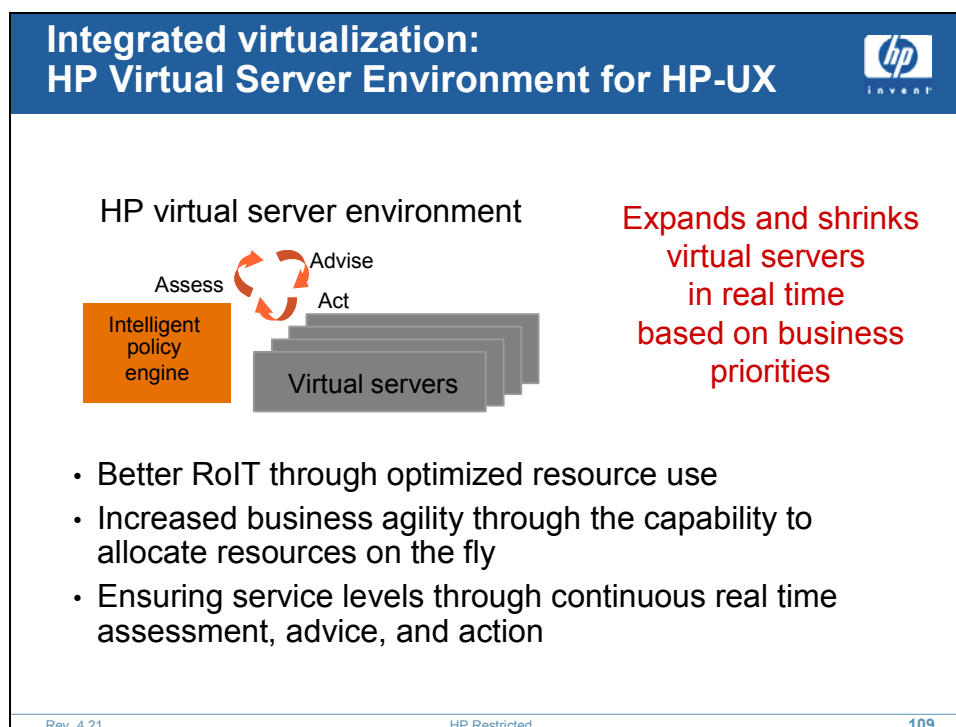 Integrated virtualization:
HP Virtual Server Environment for HP-UX
hp
invent
HP virtual server environment
Assess
Advise
Act
Intelligent
policy
engine
Virtual servers
Expands and shrinks
virtual servers
in real time
based on business
priorities
• Better RoIT through optimized resource use
• Increased business agility through the capability to
allocate resources on the fly
• Ensuring service levels through continuous real time
assessment, advice, and action
Rev. 4.21
HP Restricted
109